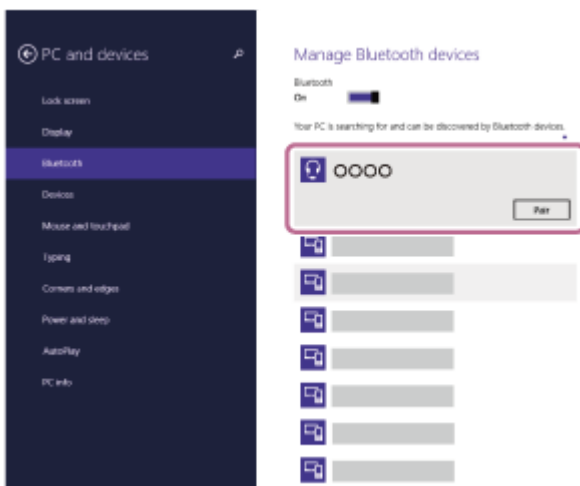 PC and devices
Lock screen
Display
Bluetooth
Devices
Mouse and touchpad
Typing
Corners and edges
Power and sleep
AutoPlay
PC info
Manage Bluetooth devices
Bluetooth
On
Your PC is searching for and can be discovered by Bluetooth devices.
OOOO
Pair